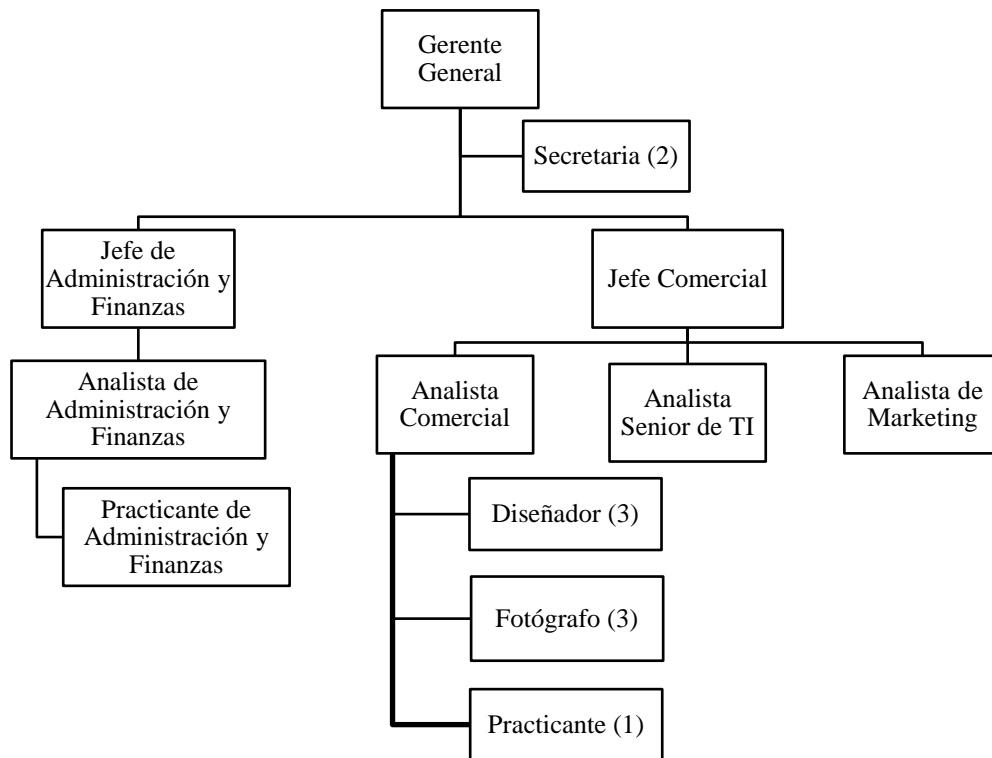 Gerente
General
Secretaria (2)
Jefe de
Administración y
Finanzas
Jefe Comercial
Analista de
Administración y
Finanzas
Analista
Comercial
Analista
Senior de TI
Analista de
Marketing
Practicante de
Administración y
Finanzas
Diseñador (3)
Fotógrafo (3)
Practicante (1)